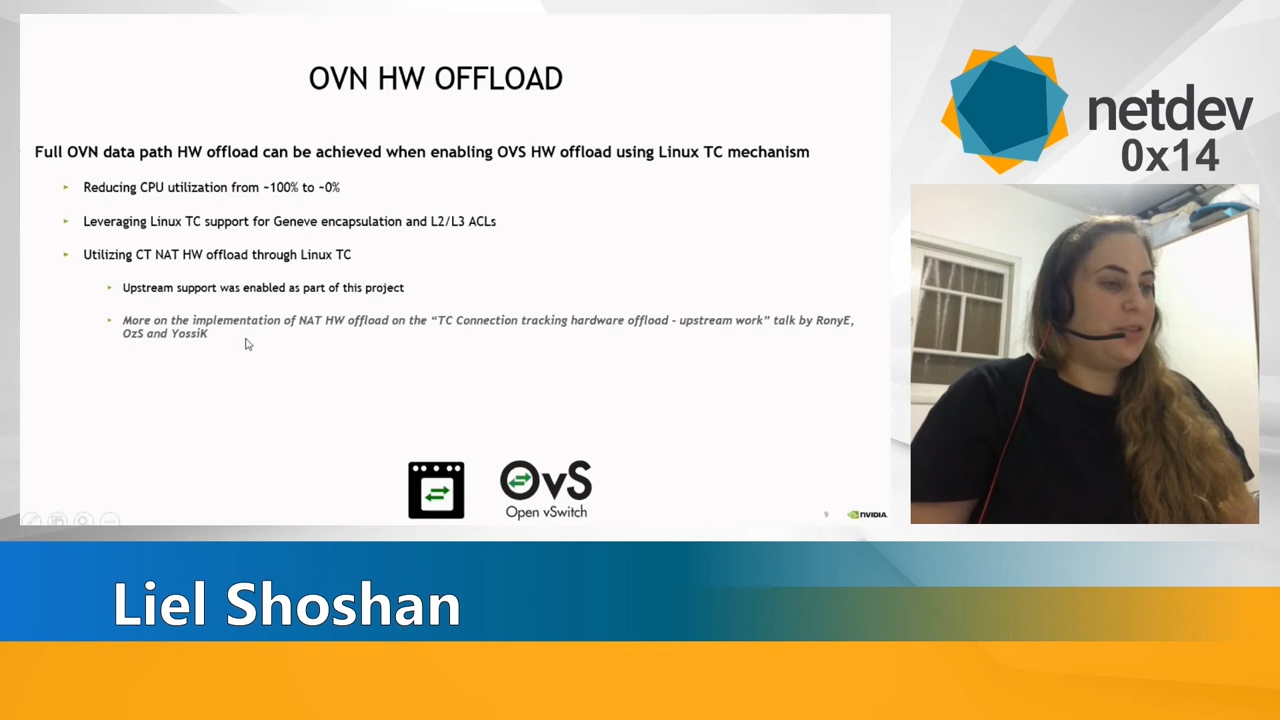 OVN HW OFFLOAD
Full OVN data path HW offload can be achieved when enabling OVS HW offload using Linux TC mechanism
Reducing CPU utilization from ~100% to ~0%
Leveraging Linux TC support for Geneve encapsulation and L2/L3 ACLs
Utilizing CT NAT HW offload through Linux TC
Upstream support was enabled as part of this project
More on the implementation of NAT HW offload on the “TC Connection tracking hardware offload - upstream work” talk by RonyE,
OzS and YossiK
OvS
Open vSwitch
9
NVIDIA
netdev
0x14
Liel Shoshan